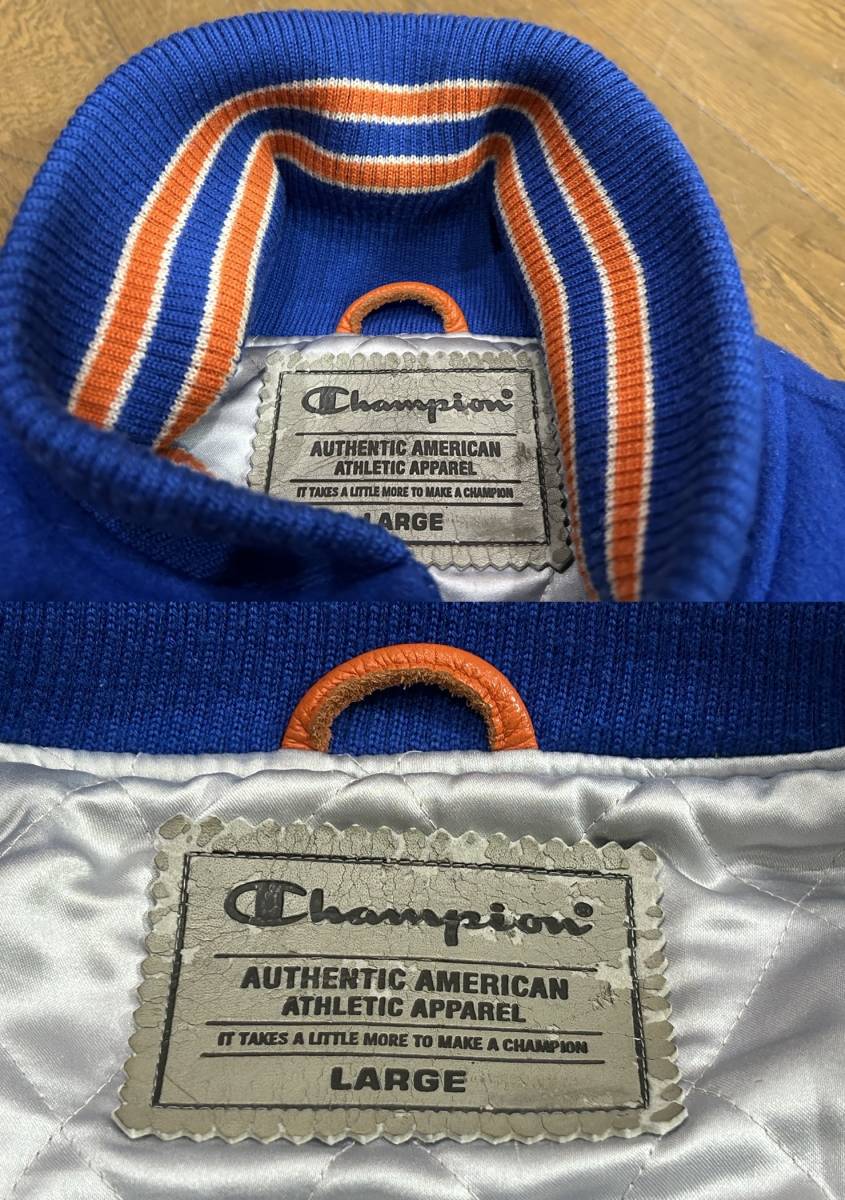 Champion®
AUTHENTIC AMERICAN
ATHLETIC APPAREL
IT TAKES A LITTLE MORE TO MAKE A CHAMPION
LARGE
Champion®
AUTHENTIC AMERICAN
ATHLETIC APPAREL
IT TAKES A LITTLE MORE TO MAKE A CHAMPION
LARGE